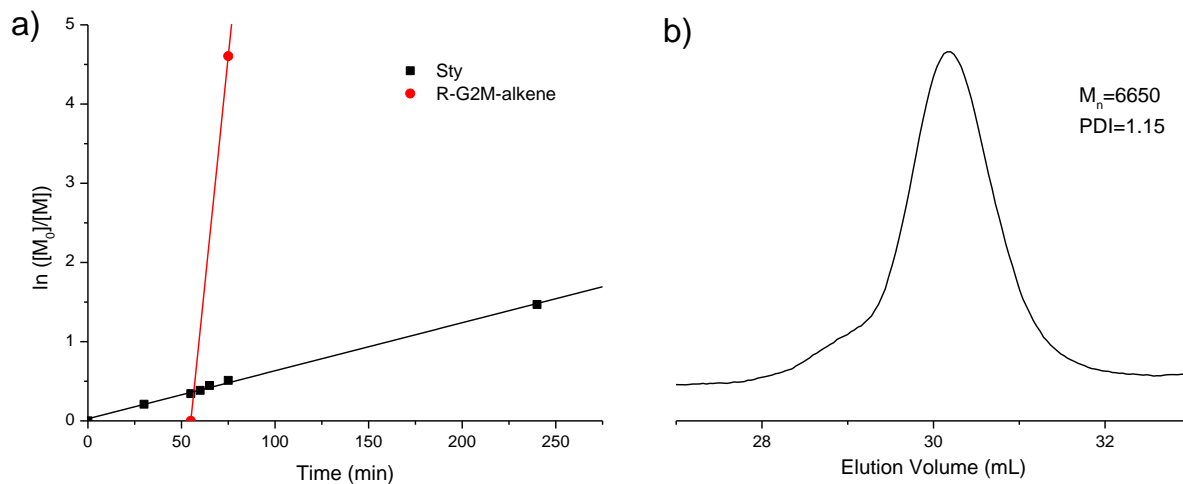 a)
Sty
R-G2M-alkene
ln ([M₀]/[M])
5
4
3
2
1
0
0 50 100 150 200 250
Time (min)
b)
Mₙ=6650
PDI=1.15
28 30 32
Elution Volume (mL)